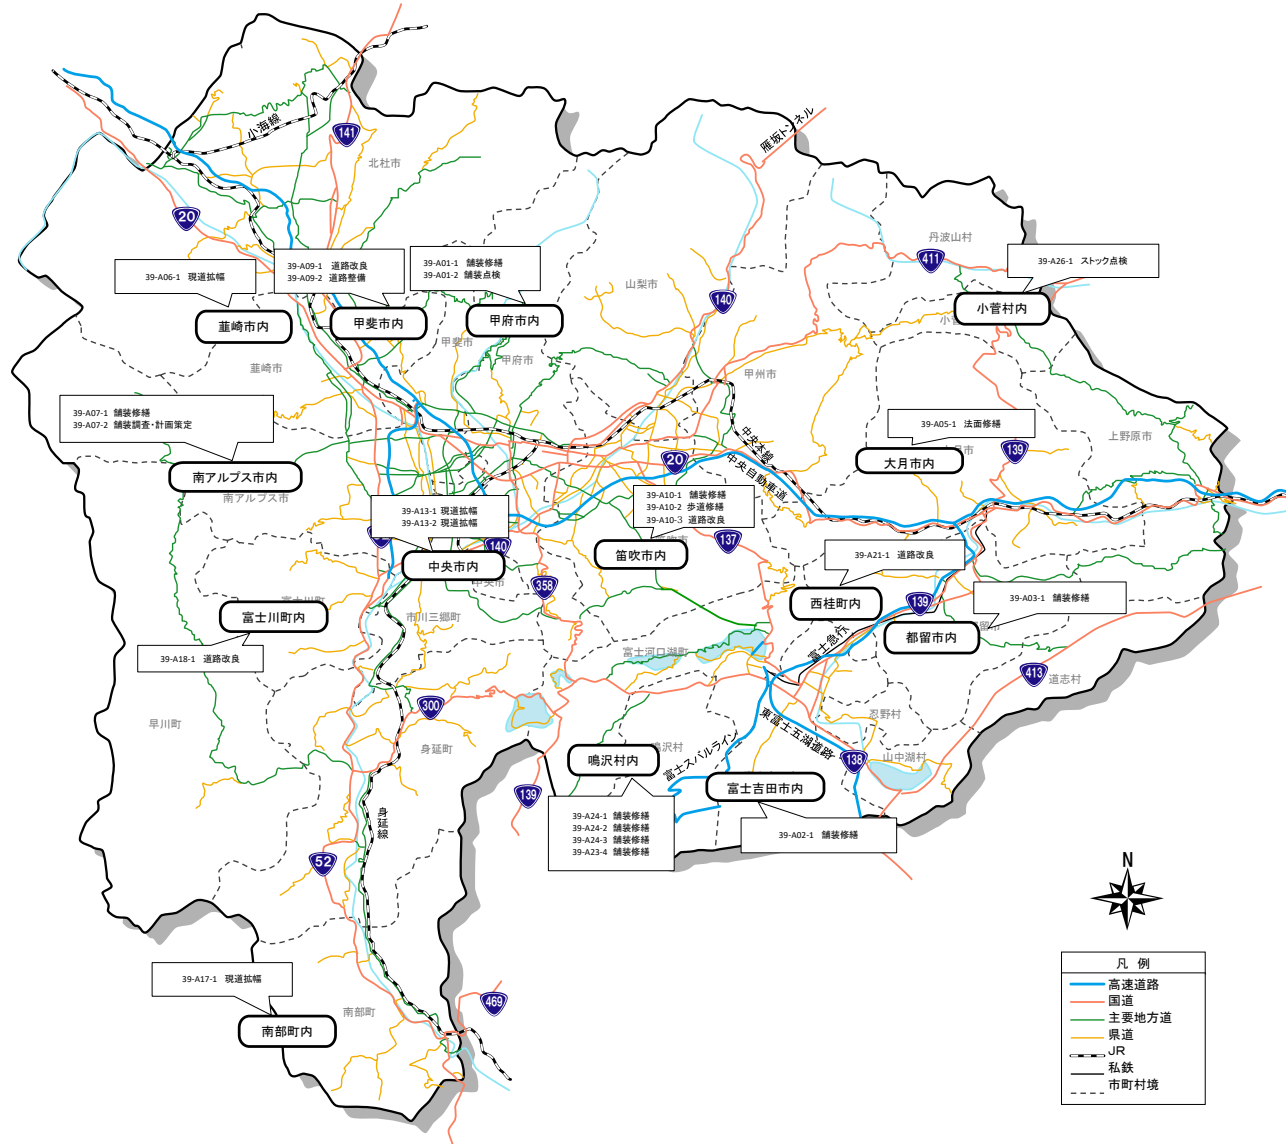 雁坂トンネル
小海線
141
北杜市
20
丹波山村
411
39-A26-1 ストック点検
39-A06-1 現道拡幅
39-A09-1 道路改良
39-A09-2 道路整備
39-A01-1 舗装修繕
39-A01-2 舗装点検
山梨市
140
韮崎市内
甲斐市内
甲府市内
小菅村内
甲斐市
甲府市
韮崎市
甲州市
39-A07-1 舗装修繕
39-A07-2 舗装調査・計画策定
39-A05-1 法面修繕
上野原市
中央本線
139
大月市内
20
中央自動車道
南アルプス市内
南アルプス市
39-A13-1 現道拡幅
39-A13-2 現道拡幅
39-A10-1 舗装修繕
39-A10-2 歩道修繕
39-A10-3 道路改良
137
140
笛吹市内
39-A21-1 道路改良
中央市内
中央市
358
39-A03-1 舗装修繕
西桂町内
139
富士川町内
市川三郷町
都留市内
富士急行
富士河口湖町
39-A18-1 道路改良
413
道志村
300
忍野村
早川町
東富士五湖道路
身延町
鳴沢村内
鳴沢村
富士スバルライン
138
山中湖村
139
富士吉田市内
身延線
39-A24-1 舗装修繕
39-A24-2 舗装修繕
39-A24-3 舗装修繕
39-A23-4 舗装修繕
39-A02-1 舗装修繕
52
N
39-A17-1 現道拡幅
469
南部町
南部町内
凡 例
高速道路
国道
主要地方道
県道
JR
私鉄
市町村境